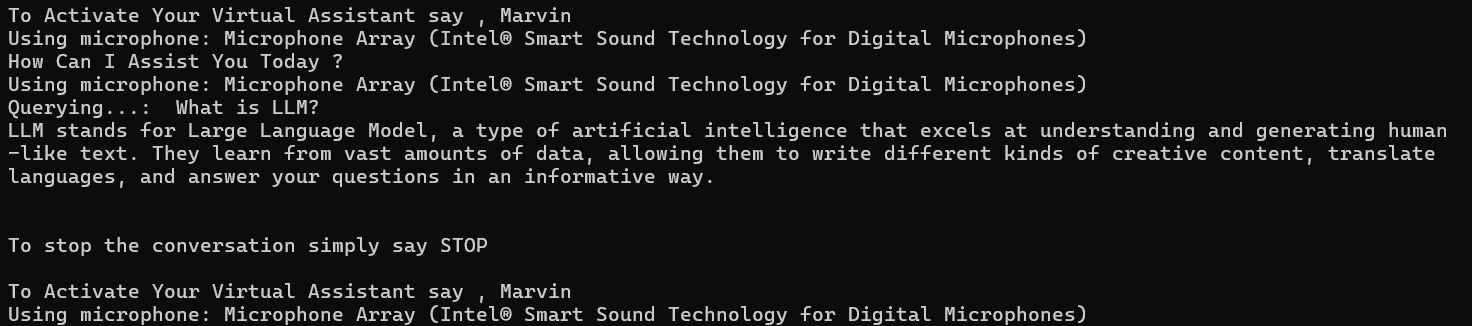 To Activate Your Virtual Assistant say , Marvin
Using microphone: Microphone Array (Intel® Smart Sound Technology for Digital Microphones)
How Can I Assist You Today ?
Using microphone: Microphone Array (Intel® Smart Sound Technology for Digital Microphones)
Querying...:  What is LLM?
LLM stands for Large Language Model, a type of artificial intelligence that excels at understanding and generating human
-like text. They learn from vast amounts of data, allowing them to write different kinds of creative content, translate
languages, and answer your questions in an informative way.
To stop the conversation simply say STOP
To Activate Your Virtual Assistant say , Marvin
Using microphone: Microphone Array (Intel® Smart Sound Technology for Digital Microphones)